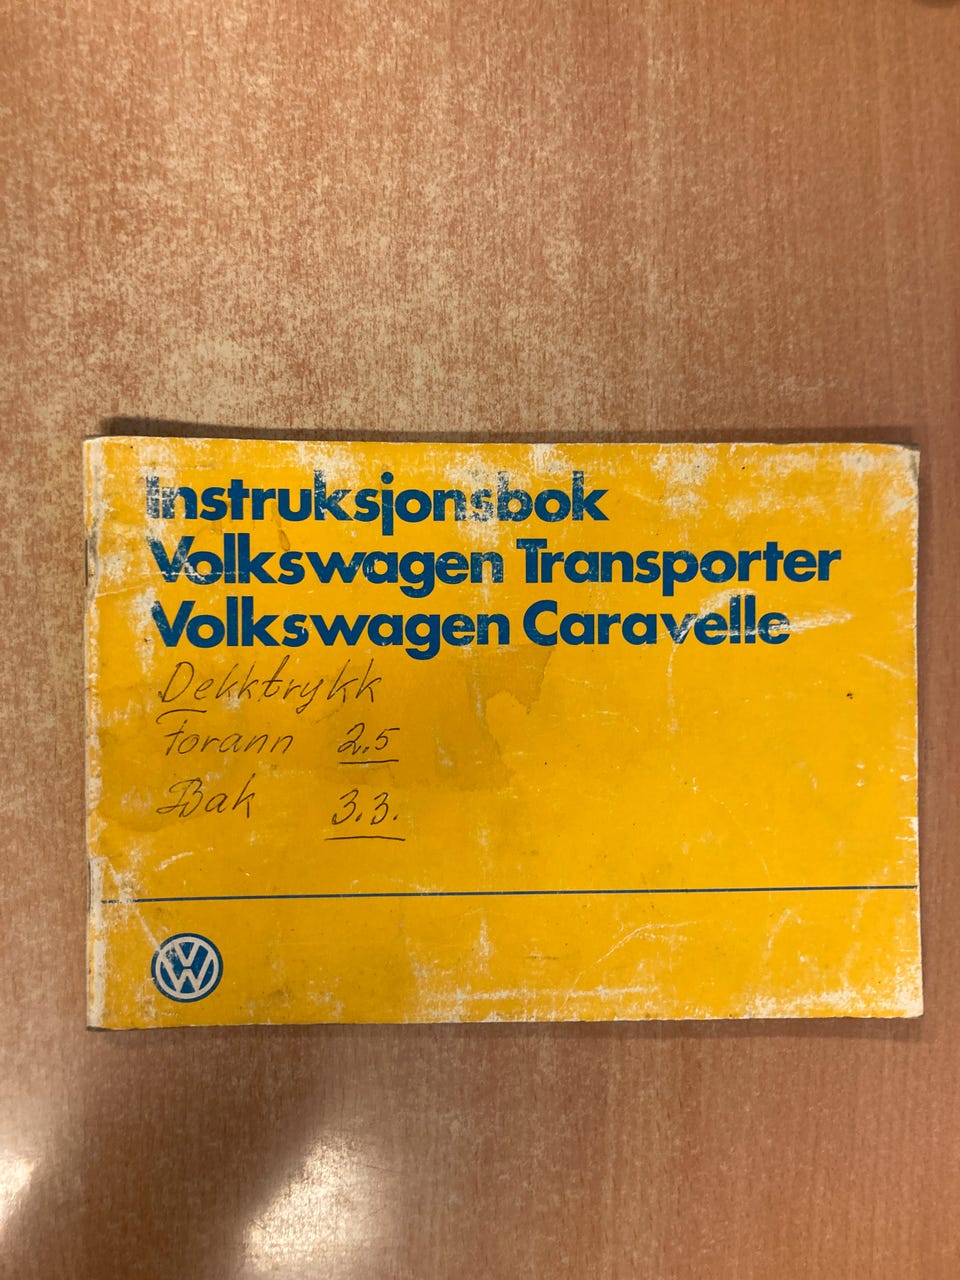 Instruksjonsbok
Volkswagen Transporter
Volkswagen Caravelle
Dekktrykk
Forann 2.5
Bak 3.3.
VW